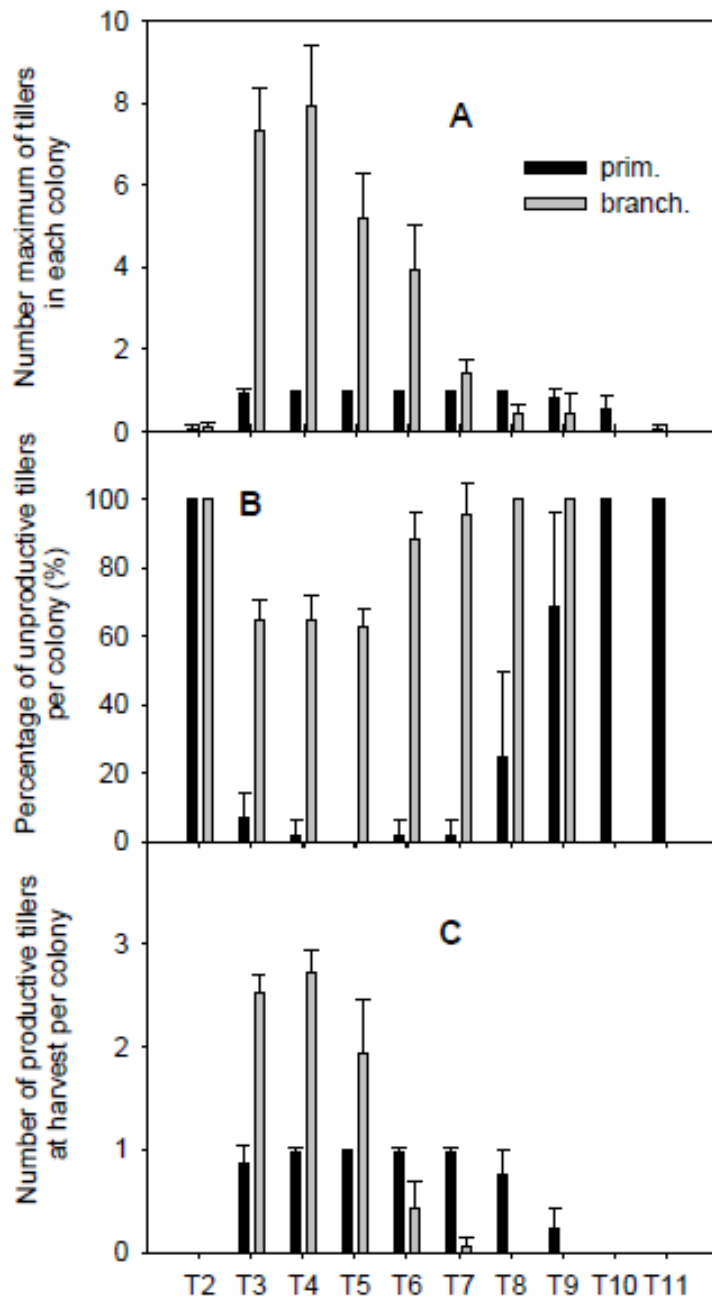 Number maximum of tillers
in each colony
10
8
6
4
2
0
A
prim.
branch.
Percentage of unproductive tillers
per colony (%)
100
80
60
40
20
0
B
Number of productive tillers
at harvest per colony
3
2
1
0
C
T2 T3 T4 T5 T6 T7 T8 T9 T10 T11